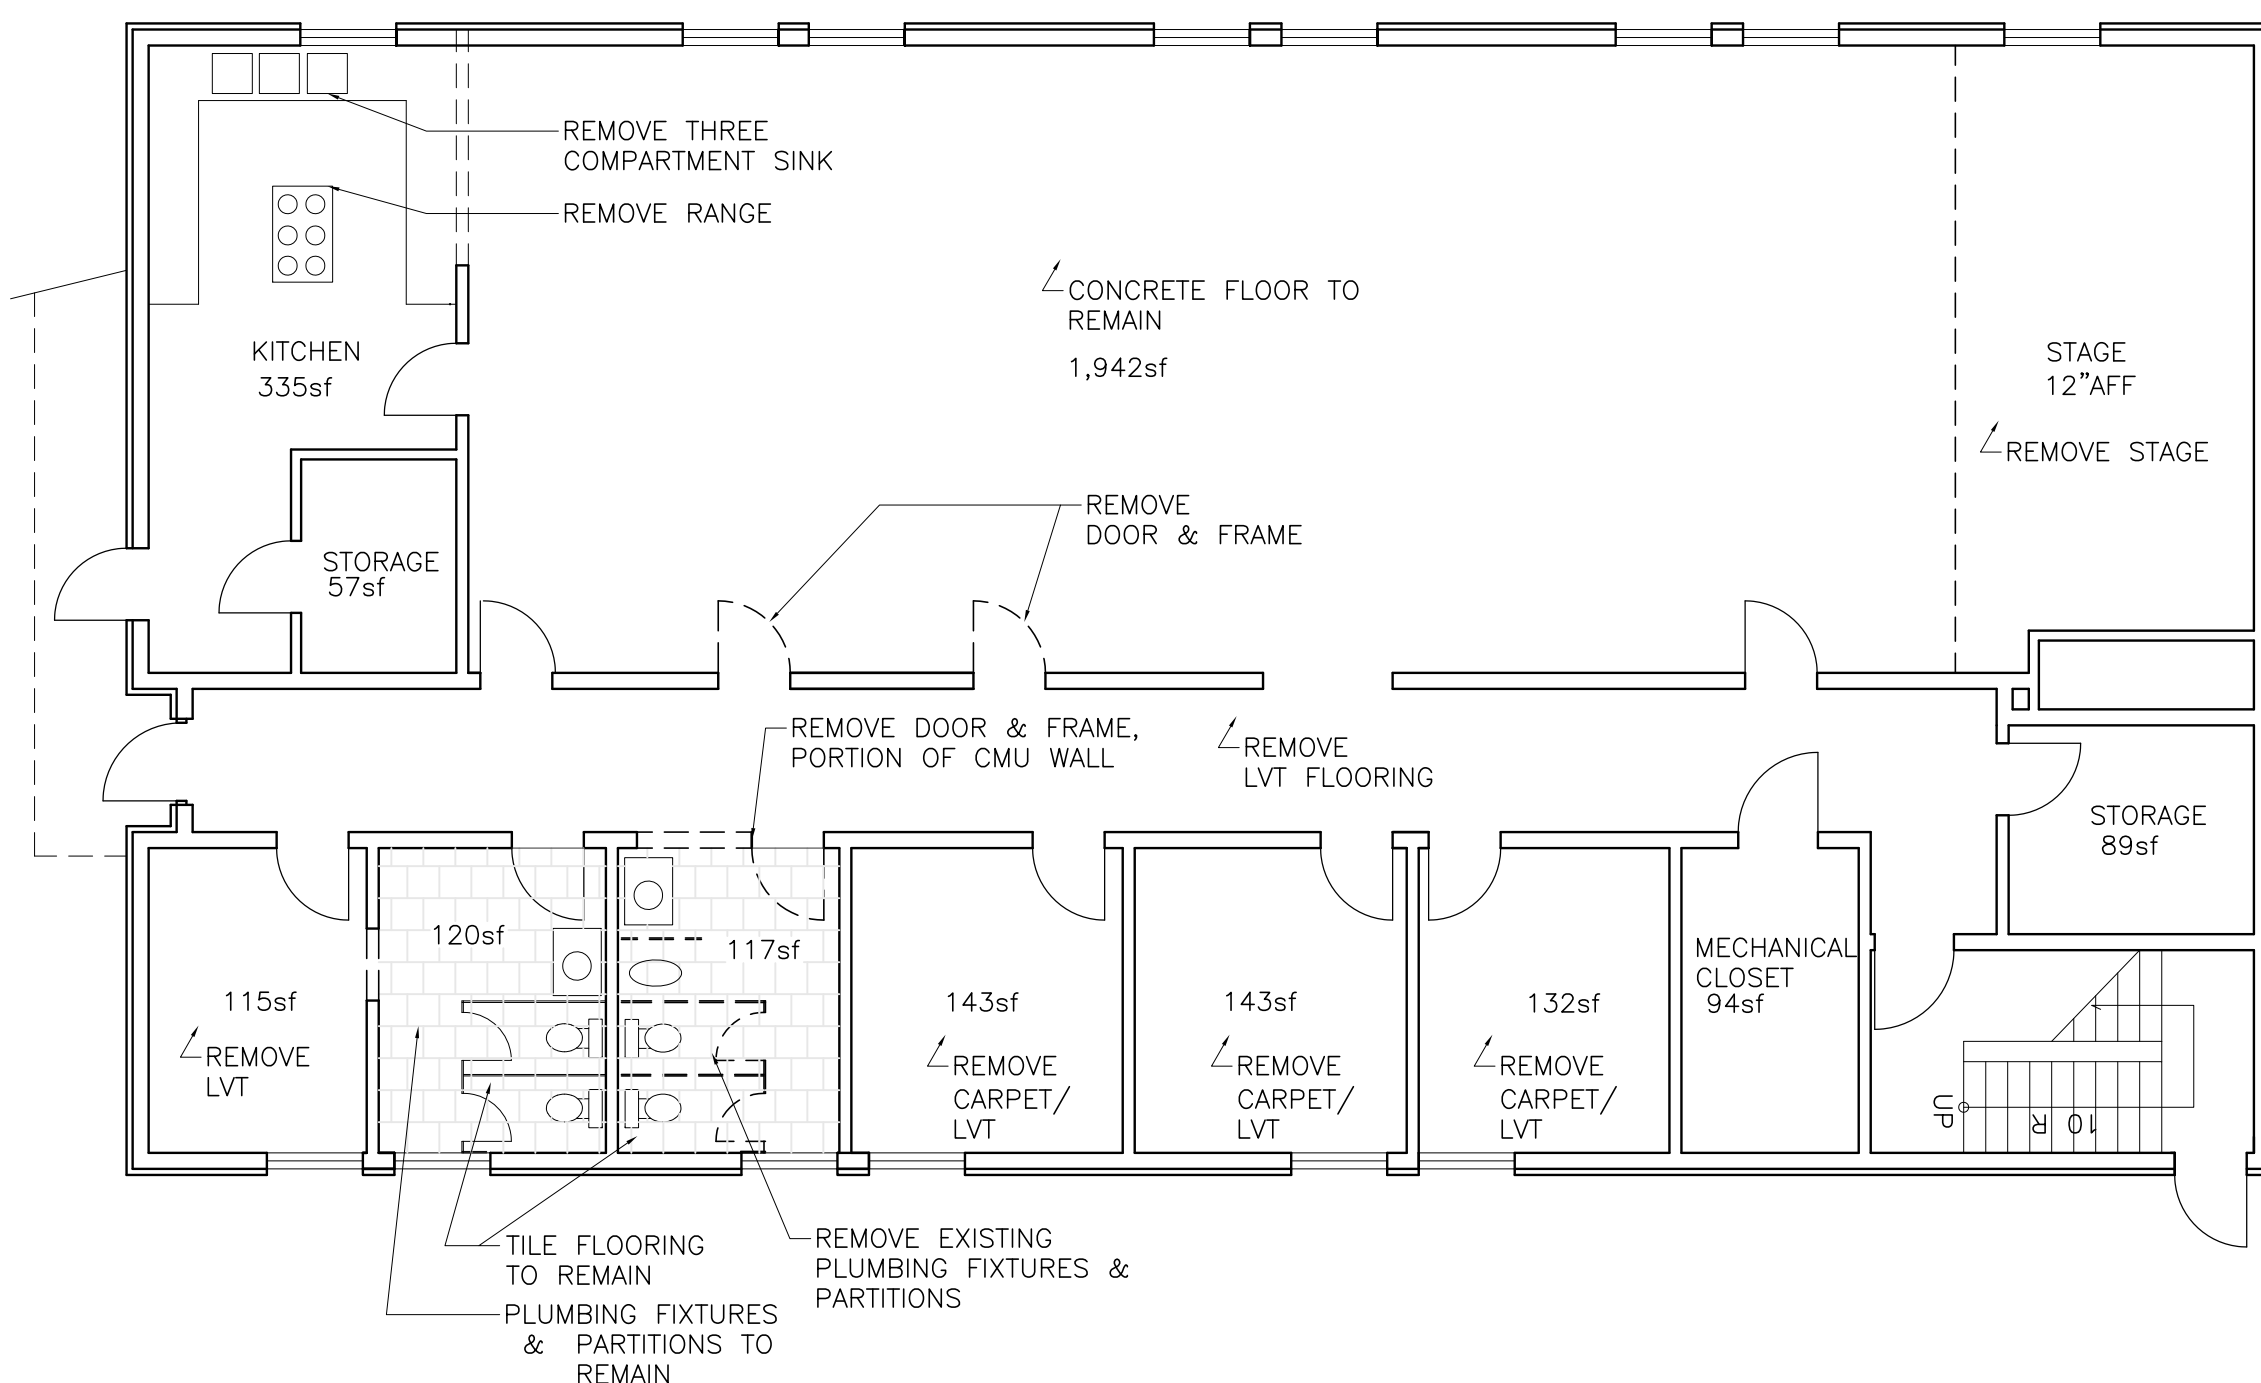 REMOVE THREE
COMPARTMENT SINK
REMOVE RANGE
CONCRETE FLOOR TO
REMAIN
1,942sf
KITCHEN
335sf
STAGE
12”AFF
REMOVE STAGE
REMOVE
DOOR & FRAME
STORAGE
57sf
REMOVE DOOR & FRAME,
PORTION OF CMU WALL
REMOVE
LVT FLOORING
STORAGE
89sf
120sf
117sf
MECHANICAL
CLOSET
94sf
115sf
REMOVE
LVT
143sf
REMOVE
CARPET/
LVT
143sf
REMOVE
CARPET/
LVT
132sf
REMOVE
CARPET/
LVT
UP
10 R
TILE FLOORING
TO REMAIN
REMOVE EXISTING
PLUMBING FIXTURES &
PARTITIONS
PLUMBING FIXTURES
& PARTITIONS TO
REMAIN